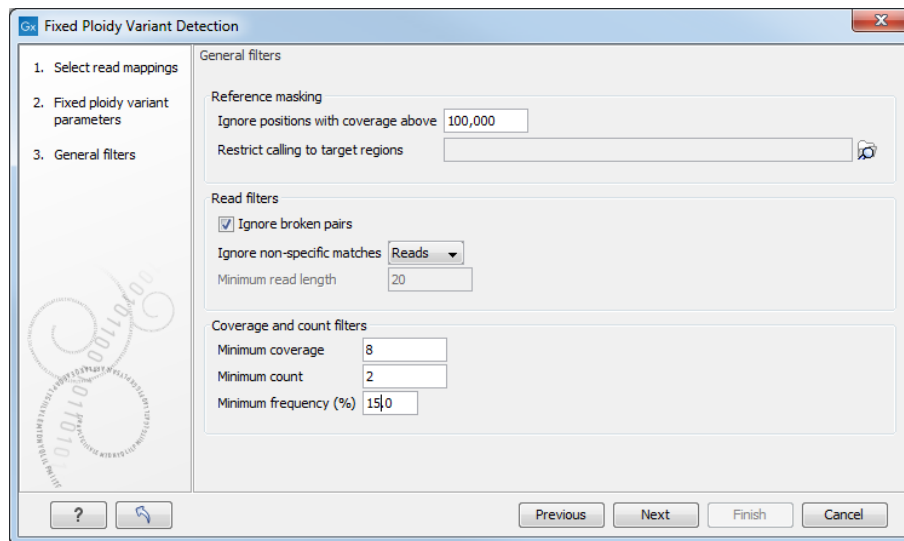 Gx Fixed Ploidy Variant Detection
1. Select read mappings
2. Fixed ploidy variant
parameters
3. General filters
General filters
Reference masking
Ignore positions with coverage above 100,000
Restrict calling to target regions
Read filters
Ignore broken pairs
Ignore non-specific matches Reads
Minimum read length 20
Coverage and count filters
Minimum coverage 8
Minimum count 2
Minimum frequency (%) 15.0
?
Previous Next Finish Cancel